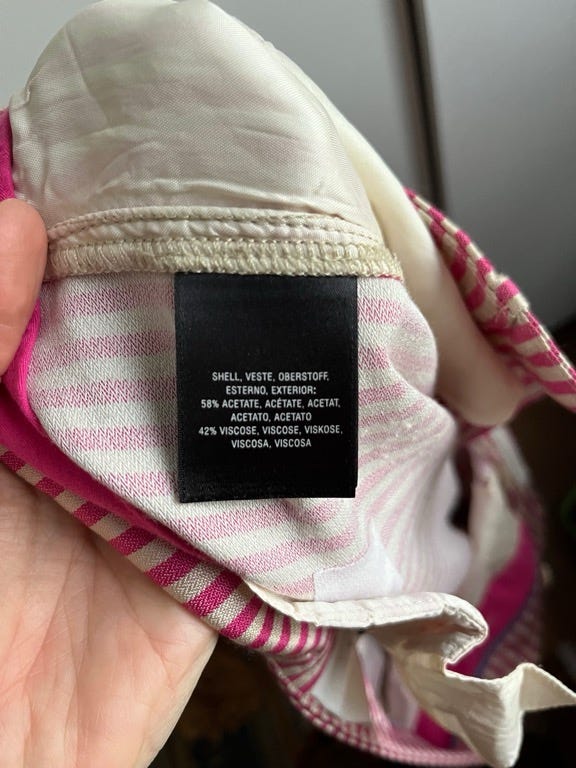 SHELL, VESTE, OBERSTOFF,
ESTERNO, EXTERIOR:
58% ACETATE, ACÉTATE, ACETAT,
ACETATO, ACETATO
42% VISCOSE, VISCOSE, VISKOSE,
VISCOSA, VISCOSA